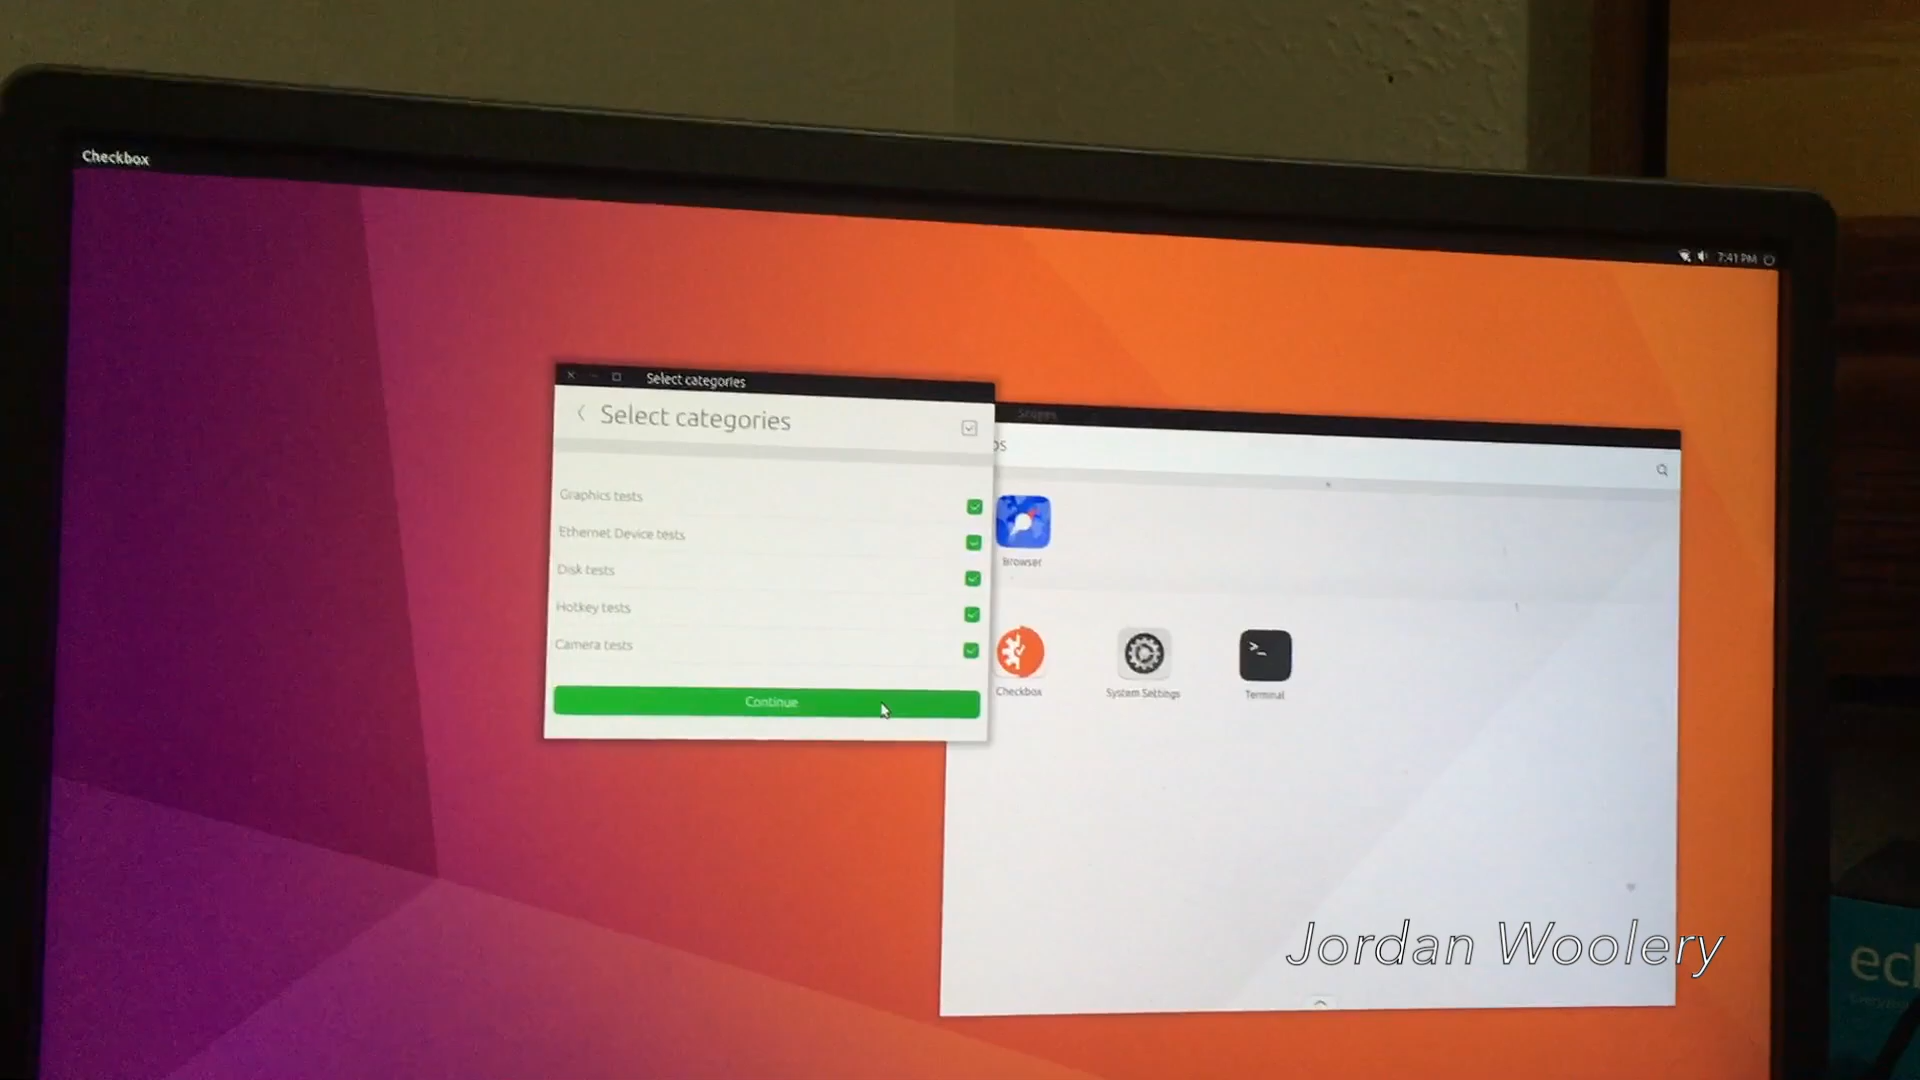 Checkbox
7:41 PM
Select categories
Select categories
Scopes
Graphics tests
Ethernet Device tests
Disk tests
Hotkey tests
Camera tests
Continue
Browser
Checkbox
System Settings
Terminal
Jordan Woolery